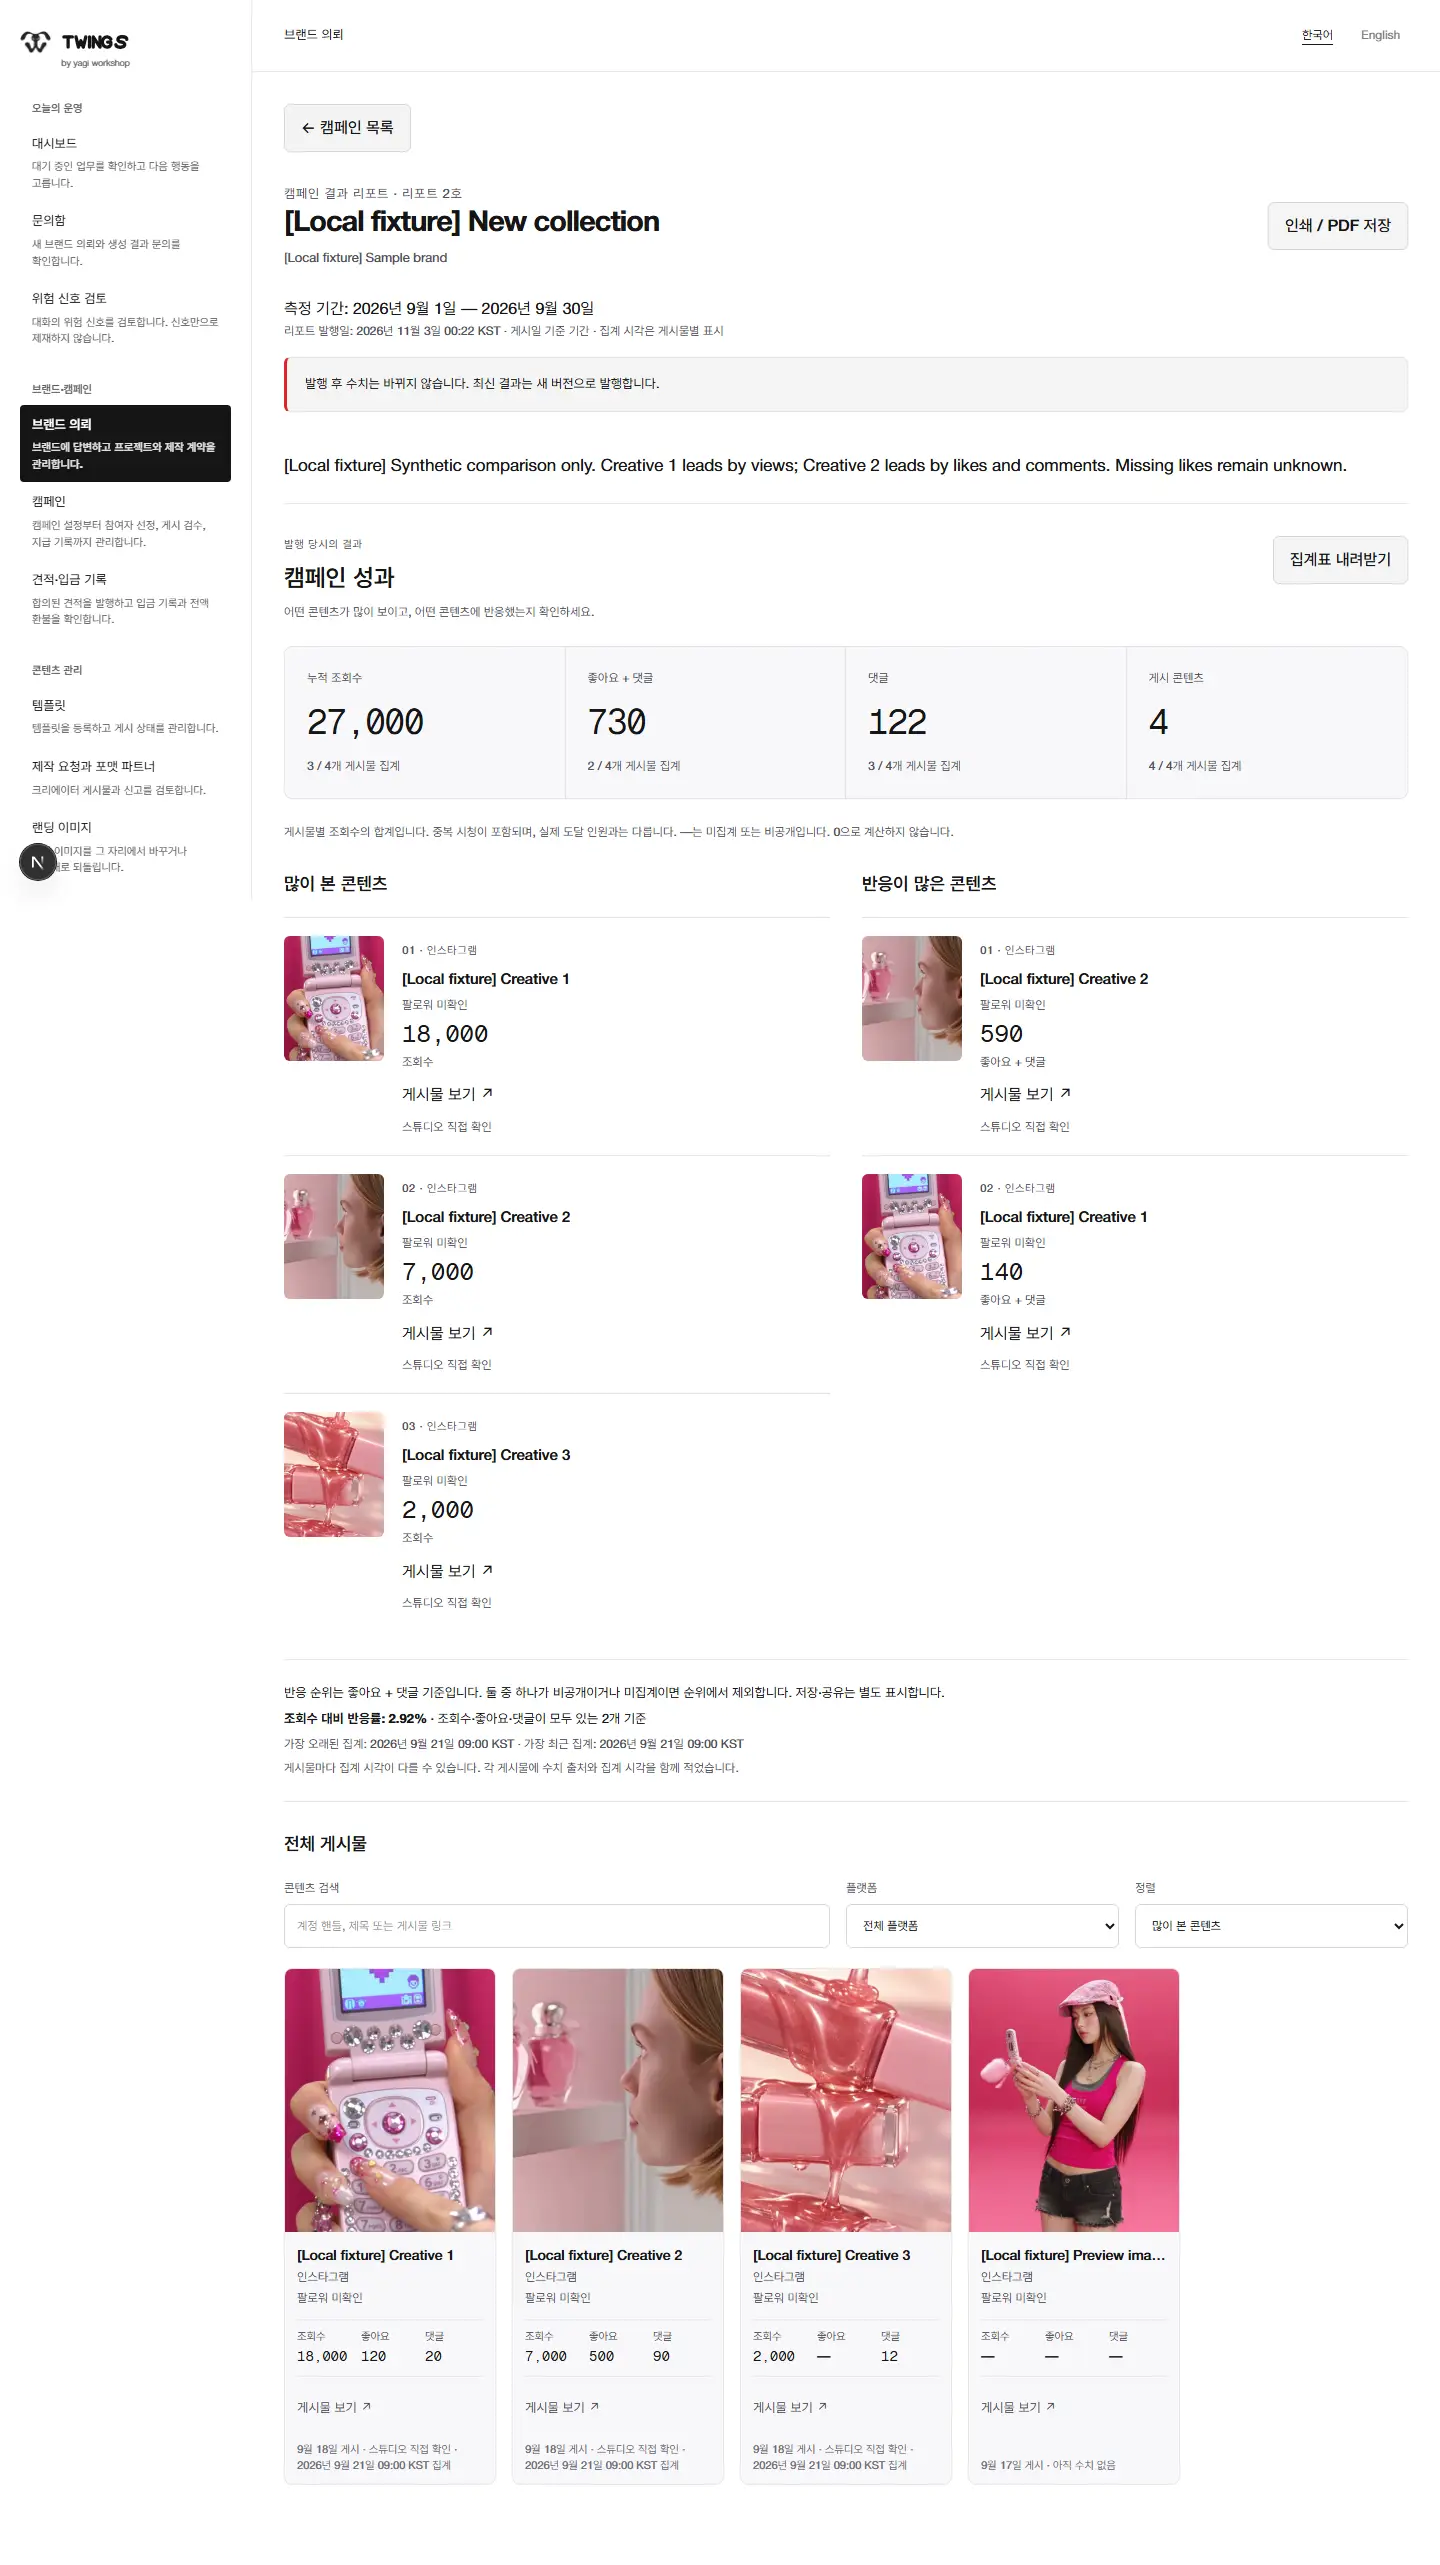 TWINGS
by yagi workshop
오늘의 운영
대시보드
대기 중인 업무를 확인하고 다음 행동을
고릅니다.
문의함
새 브랜드 의뢰와 생성 결과 문의를
확인합니다.
위험 신호 검토
대화의 위험 신호를 검토합니다. 신호만으로
제재하지 않습니다.
브랜드·캠페인
브랜드 의뢰
브랜드에 답변하고 프로젝트와 제작 계약을
관리합니다.
캠페인
캠페인 설정부터 참여자 선정, 게시 검수,
지급 기록까지 관리합니다.
견적·입금 기록
합의된 견적을 발행하고 입금 기록과 전액
환불을 확인합니다.
콘텐츠 관리
템플릿
템플릿을 등록하고 게시 상태를 관리합니다.
제작 요청과 포맷 파트너
크리에이터 게시물과 신고를 검토합니다.
랜딩 이미지
이미지를 그 자리에서 바꾸거나
로 되돌립니다.
N
브랜드 의뢰
한국어
English
← 캠페인 목록
캠페인 결과 리포트 · 리포트 2호
[Local fixture] New collection
[Local fixture] Sample brand
인쇄 / PDF 저장
측정 기간: 2026년 9월 1일 — 2026년 9월 30일
리포트 발행일: 2026년 11월 3일 00:22 KST · 게시일 기준 기간 · 집계 시각은 게시물별 표시
발행 후 수치는 바뀌지 않습니다. 최신 결과는 새 버전으로 발행합니다.
[Local fixture] Synthetic comparison only. Creative 1 leads by views; Creative 2 leads by likes and comments. Missing likes remain unknown.
발행 당시의 결과
캠페인 성과
어떤 콘텐츠가 많이 보이고, 어떤 콘텐츠에 반응했는지 확인하세요.
집계표 내려받기
누적 조회수
27,000
3 / 4개 게시물 집계
좋아요 + 댓글
730
2 / 4개 게시물 집계
댓글
122
3 / 4개 게시물 집계
게시 콘텐츠
4
4 / 4개 게시물 집계
게시물별 조회수의 합계입니다. 중복 시청이 포함되며, 실제 도달 인원과는 다릅니다. —는 미집계 또는 비공개입니다. 0으로 계산하지 않습니다.
많이 본 콘텐츠
01 · 인스타그램
[Local fixture] Creative 1
팔로워 미확인
18,000
조회수
게시물 보기 ↗
스튜디오 직접 확인
02 · 인스타그램
[Local fixture] Creative 2
팔로워 미확인
7,000
조회수
게시물 보기 ↗
스튜디오 직접 확인
03 · 인스타그램
[Local fixture] Creative 3
팔로워 미확인
2,000
조회수
게시물 보기 ↗
스튜디오 직접 확인
반응이 많은 콘텐츠
01 · 인스타그램
[Local fixture] Creative 2
팔로워 미확인
590
좋아요 + 댓글
게시물 보기 ↗
스튜디오 직접 확인
02 · 인스타그램
[Local fixture] Creative 1
팔로워 미확인
140
좋아요 + 댓글
게시물 보기 ↗
스튜디오 직접 확인
반응 순위는 좋아요 + 댓글 기준입니다. 둘 중 하나가 비공개이거나 미집계이면 순위에서 제외합니다. 저장·공유는 별도 표시합니다.
조회수 대비 반응률: 2.92% · 조회수·좋아요·댓글이 모두 있는 2개 기준
가장 오래된 집계: 2026년 9월 21일 09:00 KST · 가장 최근 집계: 2026년 9월 21일 09:00 KST
게시물마다 집계 시각이 다를 수 있습니다. 각 게시물에 수치 출처와 집계 시각을 함께 적었습니다.
전체 게시물
콘텐츠 검색
계정 핸들, 제목 또는 게시물 링크
플랫폼
전체 플랫폼
정렬
많이 본 콘텐츠
[Local fixture] Creative 1
인스타그램
팔로워 미확인
조회수 좋아요 댓글
18,000 120 20
게시물 보기 ↗
9월 18일 게시 · 스튜디오 직접 확인 ·
2026년 9월 21일 09:00 KST 집계
[Local fixture] Creative 2
인스타그램
팔로워 미확인
조회수 좋아요 댓글
7,000 500 90
게시물 보기 ↗
9월 18일 게시 · 스튜디오 직접 확인 ·
2026년 9월 21일 09:00 KST 집계
[Local fixture] Creative 3
인스타그램
팔로워 미확인
조회수 좋아요 댓글
2,000 — 12
게시물 보기 ↗
9월 18일 게시 · 스튜디오 직접 확인 ·
2026년 9월 21일 09:00 KST 집계
[Local fixture] Preview ima...
인스타그램
팔로워 미확인
조회수 좋아요 댓글
— — —
게시물 보기 ↗
9월 17일 게시 · 아직 수치 없음